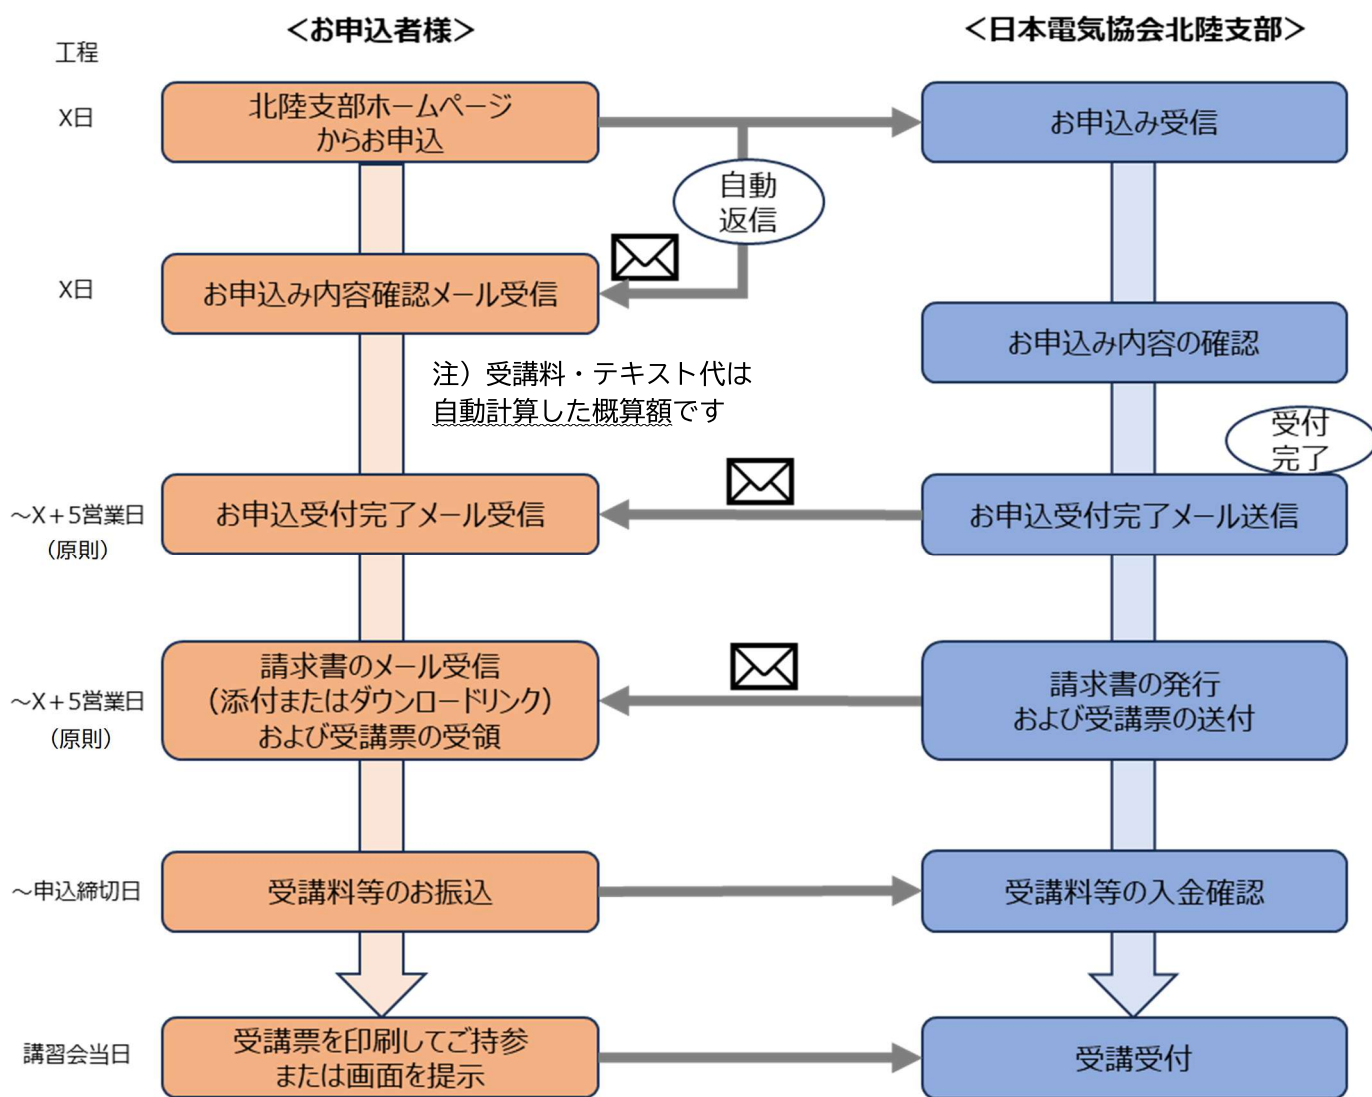 ＜お申込者様＞
＜日本電気協会北陸支部＞
工程
X日
北陸支部ホームページ
からお申込
お申込み受信
自動
返信
X日
お申込み内容確認メール受信
お申込み内容の確認
注）受講料・テキスト代は
自動計算した概算額です
受付
完了
～X＋5営業日
（原則）
お申込受付完了メール受信
お申込受付完了メール送信
～X＋5営業日
（原則）
請求書のメール受信
（添付またはダウンロードリンク）
および受講票の受領
請求書の発行
および受講票の送付
～申込締切日
受講料等のお振込
受講料等の入金確認
講習会当日
受講票を印刷してご持参
または画面を提示
受講受付